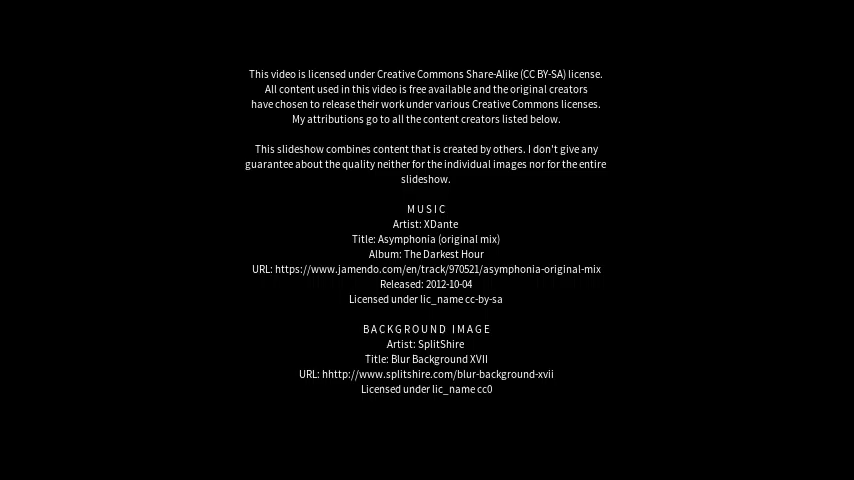 This video is licensed under Creative Commons Share-Alike (CC BY-SA) license.
All content used in this video is free available and the original creators
have chosen to release their work under various Creative Commons licenses.
My attributions go to all the content creators listed below.
This slideshow combines content that is created by others. I don't give any
guarantee about the quality neither for the individual images nor for the entire
slideshow.
MUSIC
Artist: XDante
Title: Asymphonia (original mix)
Album: The Darkest Hour
URL: https://www.jamendo.com/en/track/970521/asymphonia-original-mix
Released: 2012-10-04
Licensed under lic_name cc-by-sa
BACKGROUND IMAGE
Artist: SplitShire
Title: Blur Background XVII
URL: hhttp://www.splitshire.com/blur-background-xvii
Licensed under lic_name cc0